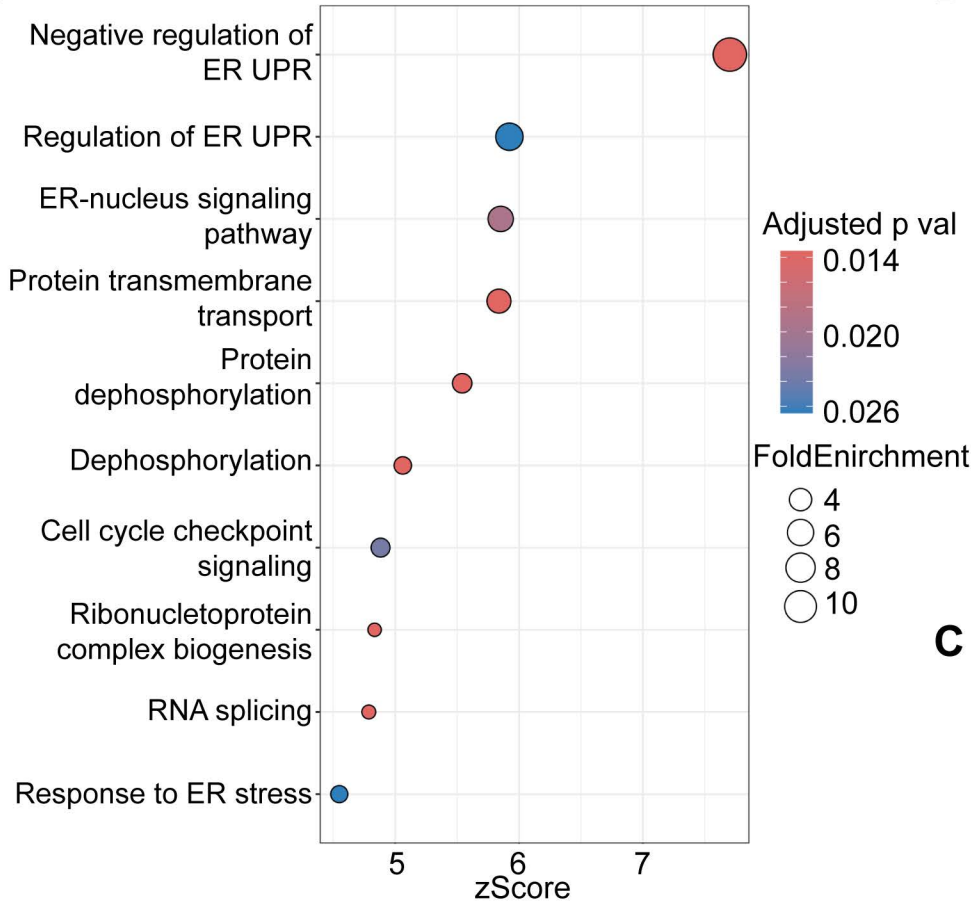 Negative regulation of
ER UPR
Regulation of ER UPR
ER-nucleus signaling
pathway
Protein transmembrane
transport
Protein
dephosphorylation
Dephosphorylation
Cell cycle checkpoint
signaling
Ribonucletoprotein
complex biogenesis
RNA splicing
Response to ER stress
5 6 7
zScore
Adjusted p val
0.014
0.020
0.026
FoldEnirchment
4
6
8
10
C